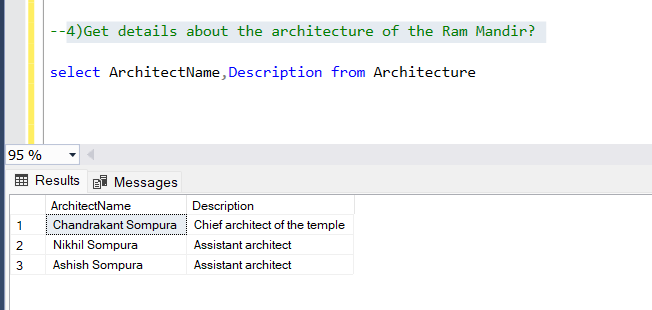 --4)Get details about the architecture of the Ram Mandir?
select ArchitectName,Description from Architecture
95 %
Results Messages
ArchitectName Description
1 Chandrakant Sompura Chief architect of the temple
2 Nikhil Sompura Assistant architect
3 Ashish Sompura Assistant architect